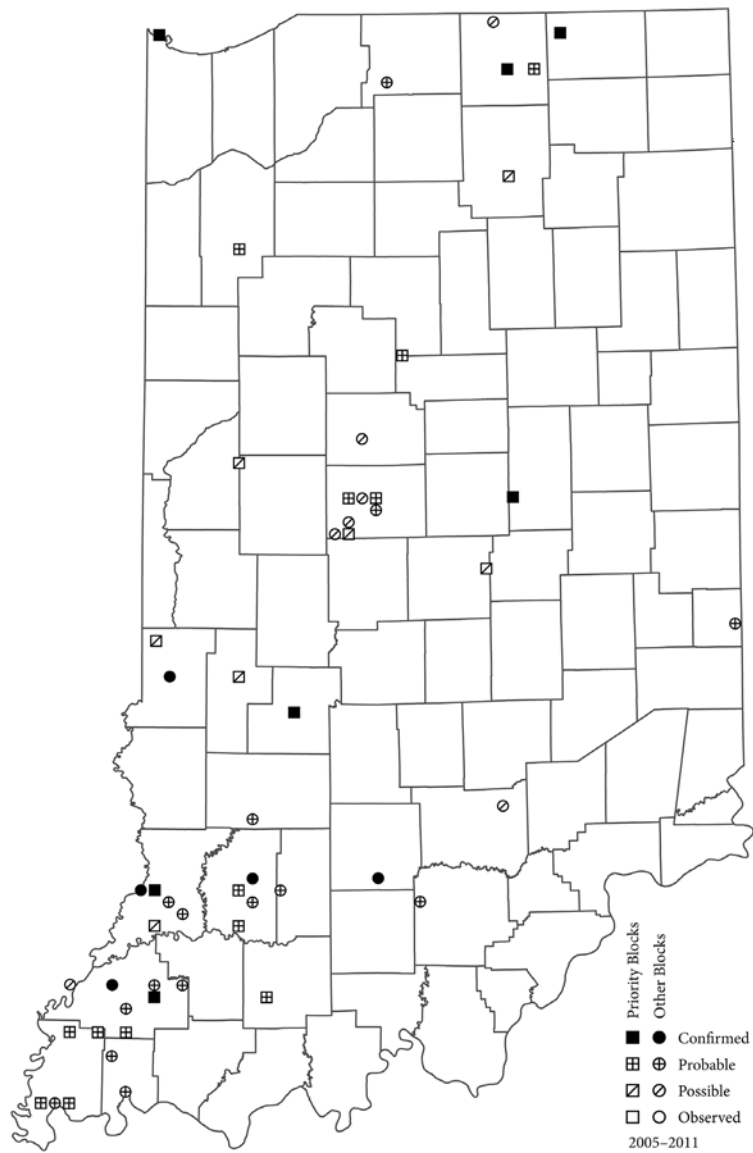 Priority Blocks
Other Blocks
Confirmed
Probable
Possible
Observed
2005–2011